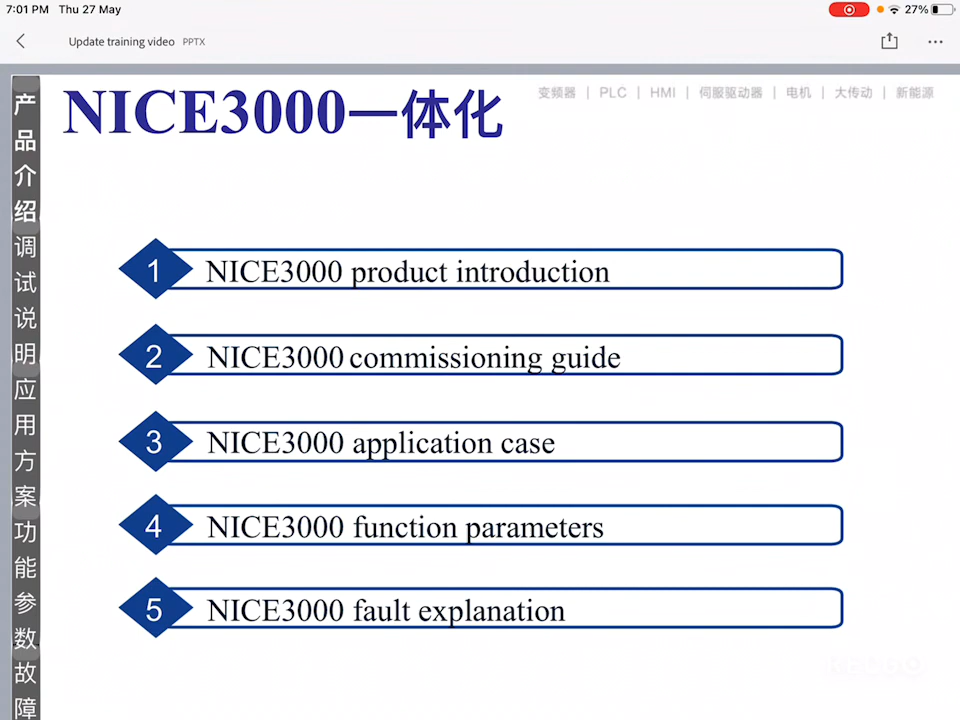 7:01 PM Thu 27 May
27%
Update training video PPTX
NICE3000一体化
变频器 | PLC | HMI | 伺服驱动器 | 电机 | 大传动 | 新能源
产品介绍
调试说明
应用方案
功能参数
故障
1 NICE3000 product introduction
2 NICE3000 commissioning guide
3 NICE3000 application case
4 NICE3000 function parameters
5 NICE3000 fault explanation